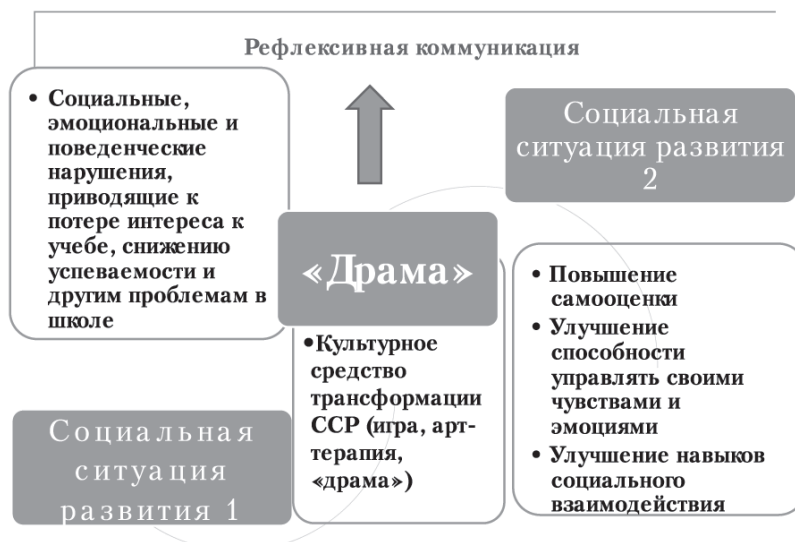 Рефлексивная коммуникация
• Социальные,
эмоциональные и
поведенческие
нарушения,
приводящие к
потере интереса к
учебе, снижению
успеваемости и
другим проблемам в
школе
Социальная
ситуация
развития 1
«Драма»
•Культурное
средство
трансформации
ССР (игра, арт-
терапия,
«драма»)
Социальная
ситуация развития
2
• Повышение
самооценки
• Улучшение
способности
управлять своими
чувствами и
эмоциями
• Улучшение навыков
социального
взаимодействия